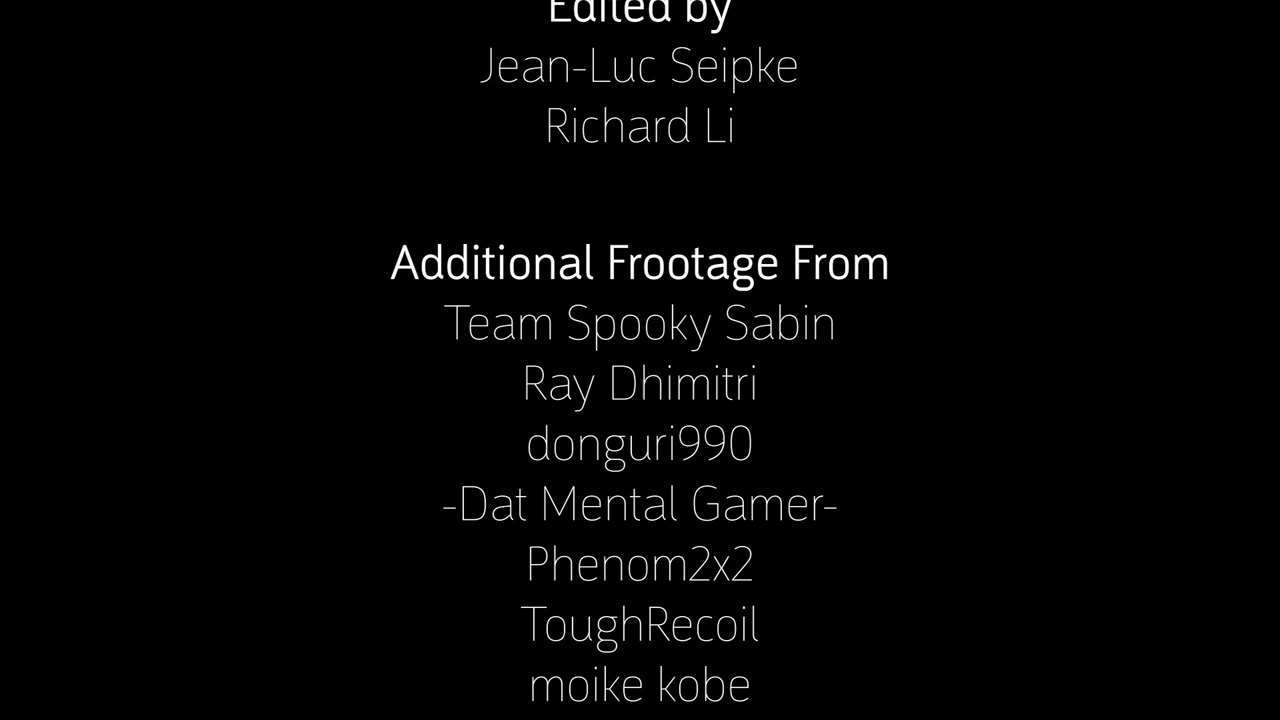 Edited by
Jean-Luc Seipke
Richard Li
Additional Frootage From
Team Spooky Sabin
Ray Dhimitri
donguri990
-Dat Mental Gamer-
Phenom2x2
ToughRecoil
moike kobe